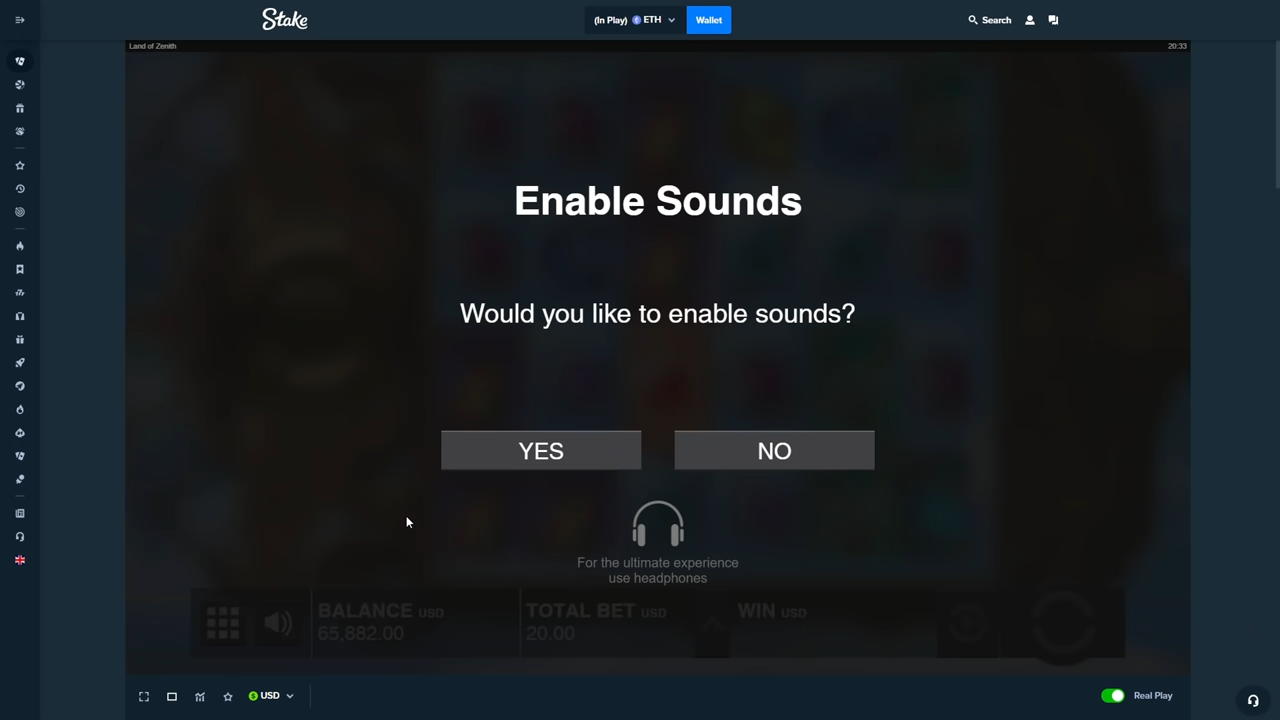 Stake
(In Play) ETH
Wallet
Search
Land of Zenith
20:33
Enable Sounds
Would you like to enable sounds?
YES
NO
For the ultimate experience
use headphones
BALANCE USD
65,882.00
TOTAL BET USD
20.00
WIN USD
USD
Real Play